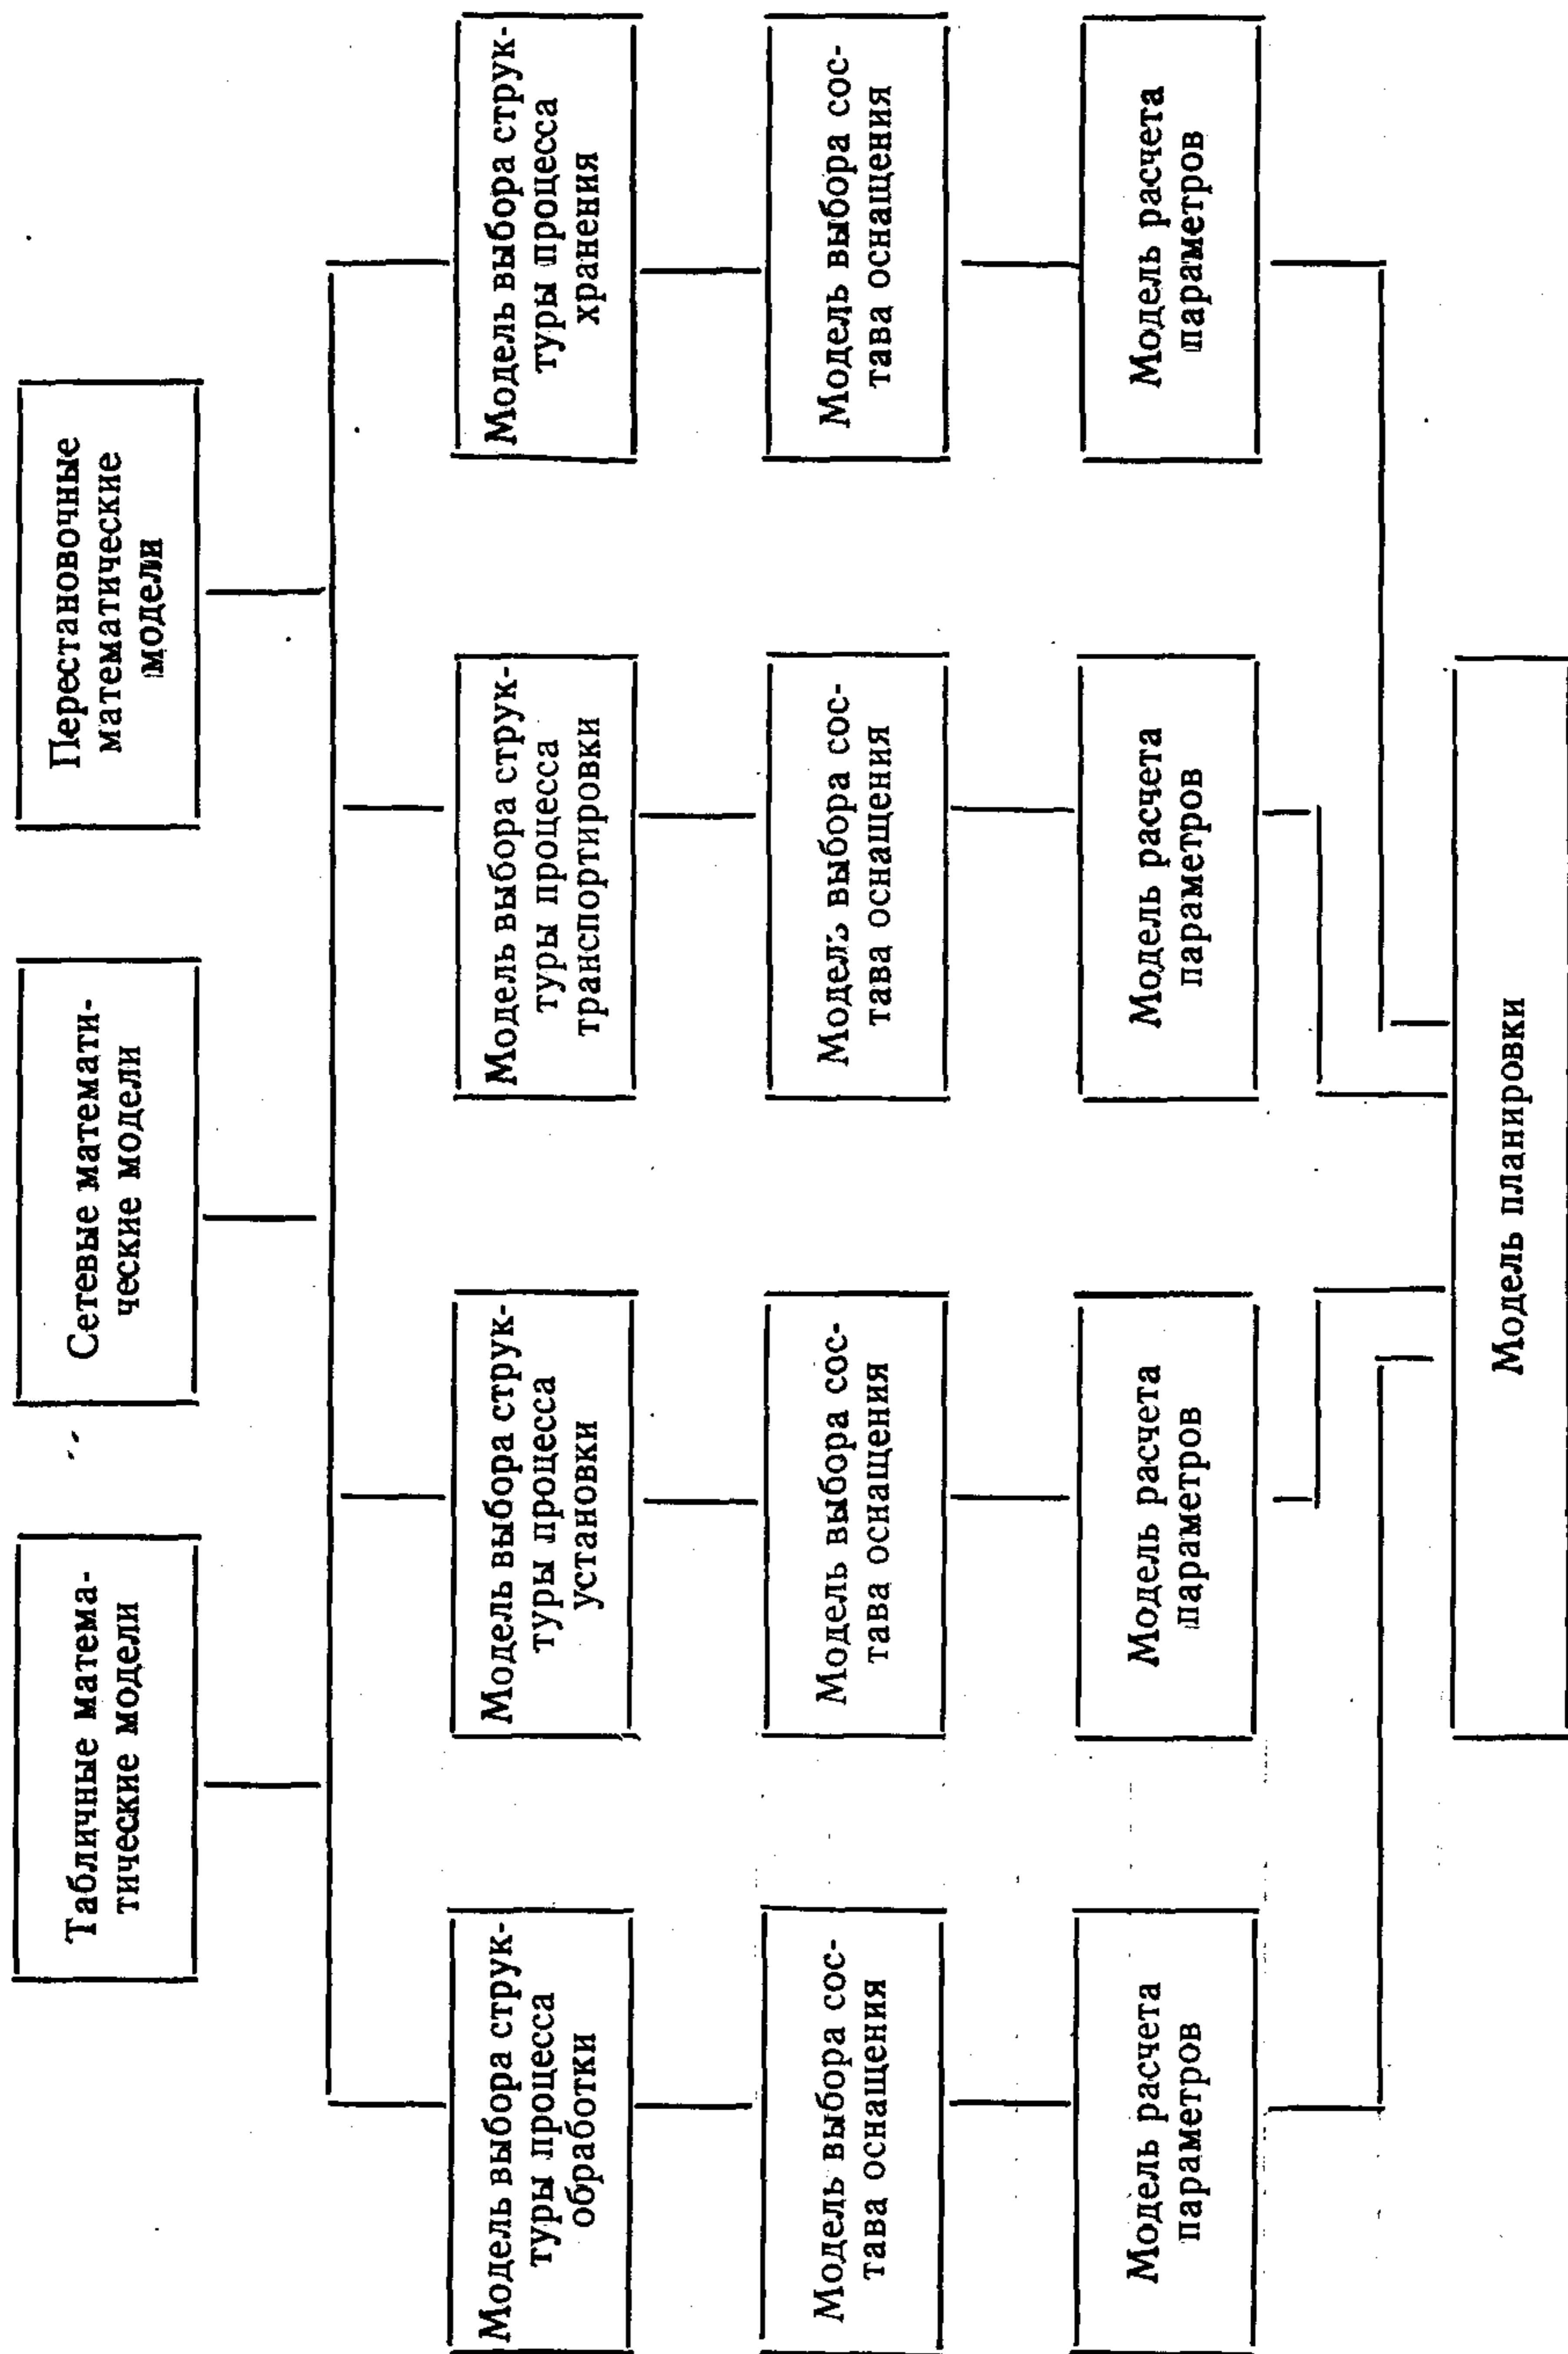 Табличные матема-
тические модели
Сетевые математи-
ческие модели
Перестановочные
математические
модели
Модель выбора струк-
туры процесса
обработки
Модель выбора струк-
туры процесса
установки
Модель выбора струк-
туры процесса
транспортировки
Модель выбора струк-
туры процесса
хранения
Модель выбора сос-
тава оснащения
Модель выбора сос-
тава оснащения
Модель выбора сос-
тава оснащения
Модель выбора сос-
тава оснащения
Модель расчета
параметров
Модель расчета
параметров
Модель расчета
параметров
Модель расчета
параметров
Модель планировки